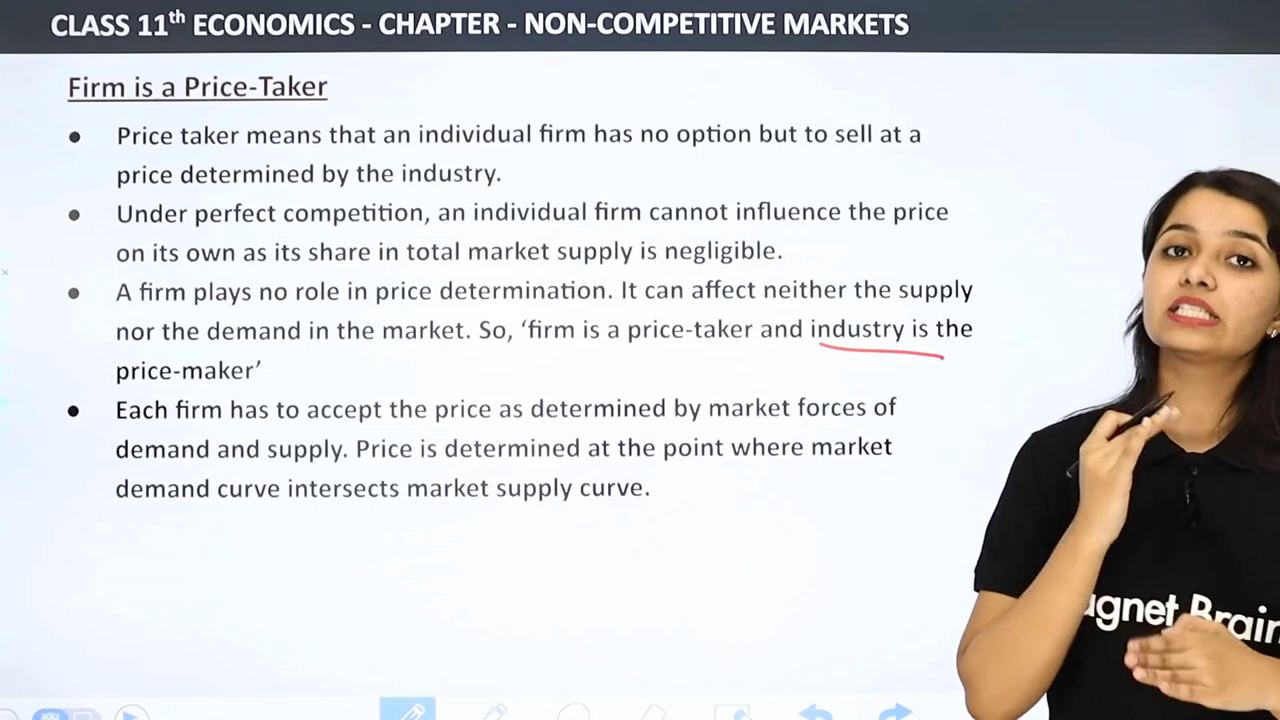 CLASS 11th ECONOMICS - CHAPTER - NON-COMPETITIVE MARKETS
Firm is a Price-Taker
● Price taker means that an individual firm has no option but to sell at a
price determined by the industry.
● Under perfect competition, an individual firm cannot influence the price
on its own as its share in total market supply is negligible.
● A firm plays no role in price determination. It can affect neither the supply
nor the demand in the market. So, ‘firm is a price-taker and industry is the
price-maker’
● Each firm has to accept the price as determined by market forces of
demand and supply. Price is determined at the point where market
demand curve intersects market supply curve.
agnet Brain